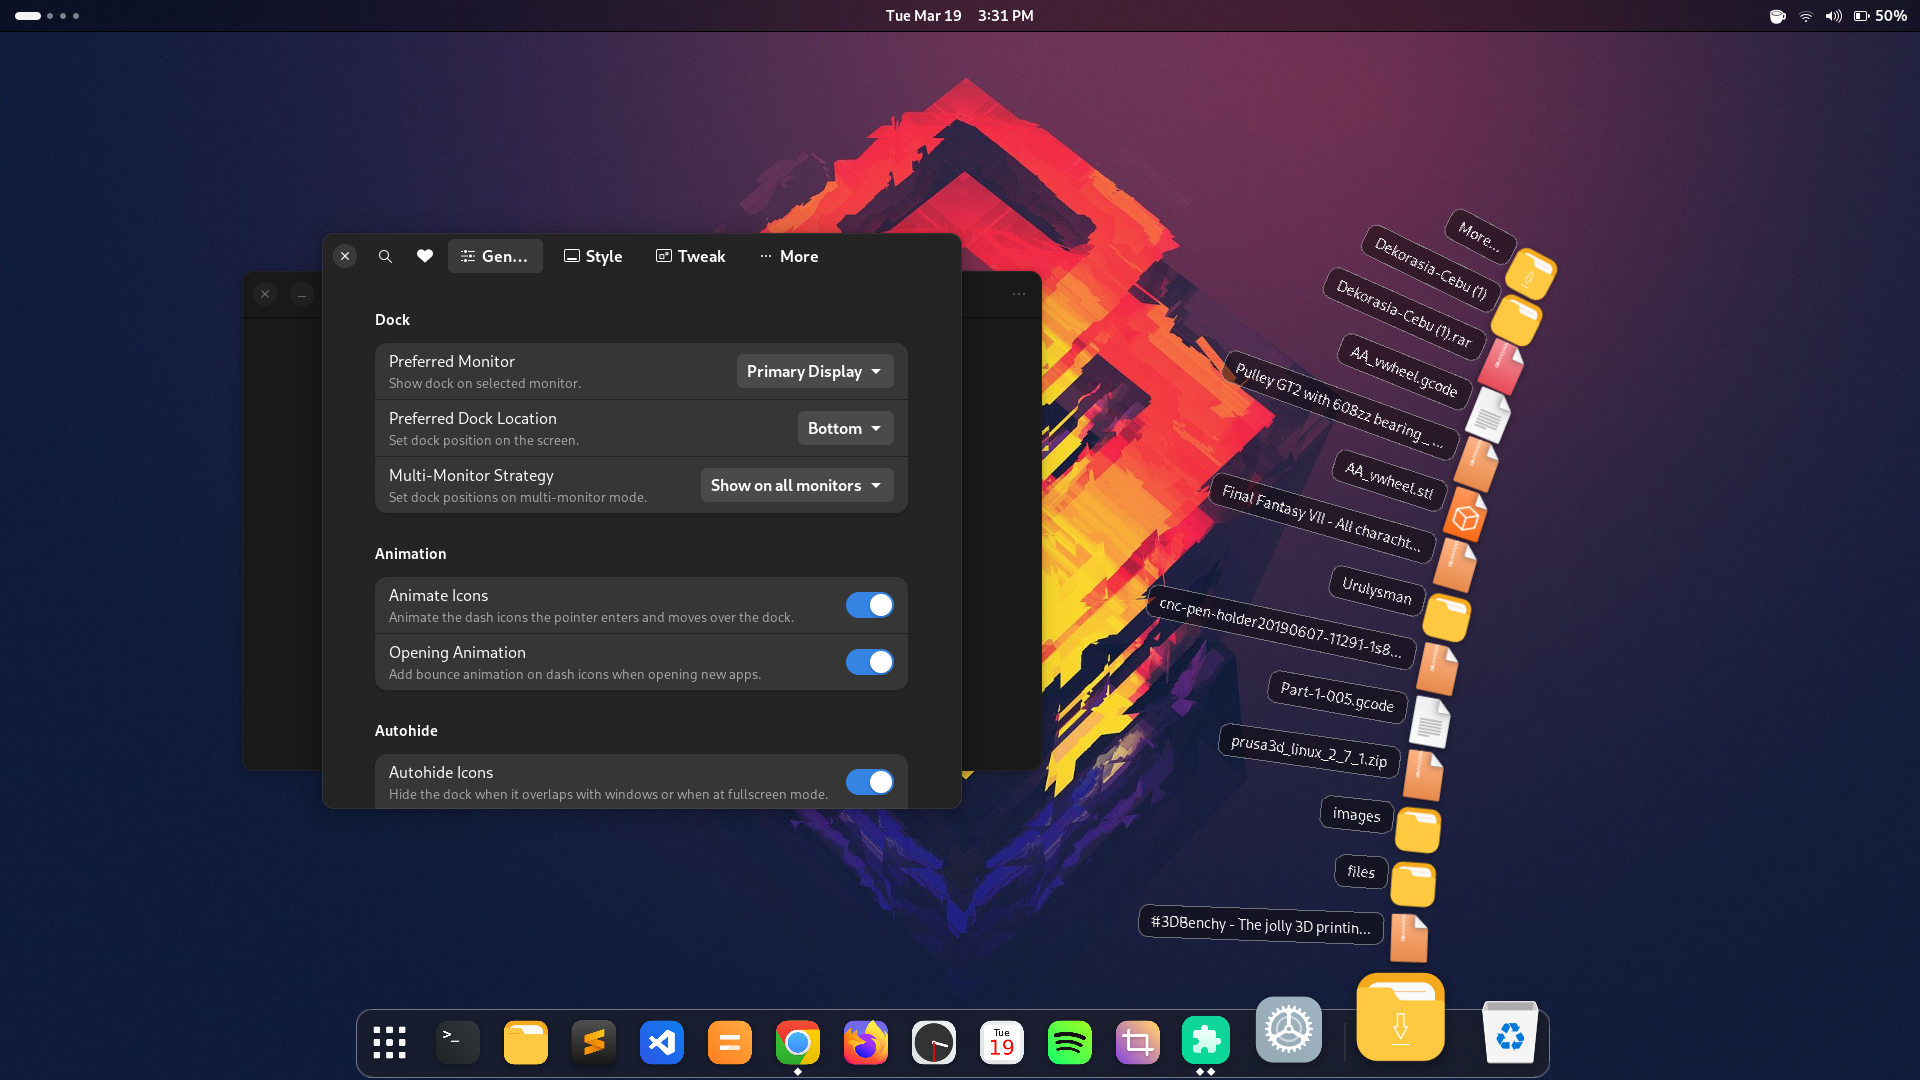 Tue Mar 19 3:31 PM
50%
Gen...
Style
Tweak
More
Dock
Preferred Monitor
Show dock on selected monitor.
Primary Display
Preferred Dock Location
Set dock position on the screen.
Bottom
Multi-Monitor Strategy
Set dock positions on multi-monitor mode.
Show on all monitors
Animation
Animate Icons
Animate the dash icons the pointer enters and moves over the dock.
Opening Animation
Add bounce animation on dash icons when opening new apps.
Autohide
Autohide Icons
Hide the dock when it overlaps with windows or when at fullscreen mode.
More...
Dekorasia-Cebu (1)
Dekorasia-Cebu (1).rar
AA_vwheel.gcode
Pulley GT2 with 608zz bearing_...
AA_vwheel.stl
Final Fantasy VII - All characht...
Urulysman
cnc-pen-holder20190607-11291-1s8...
Part-1-005.gcode
prusa3d_linux_2_7_1.zip
images
files
#3DBenchy - The jolly 3D printin...
>_
Tue
19